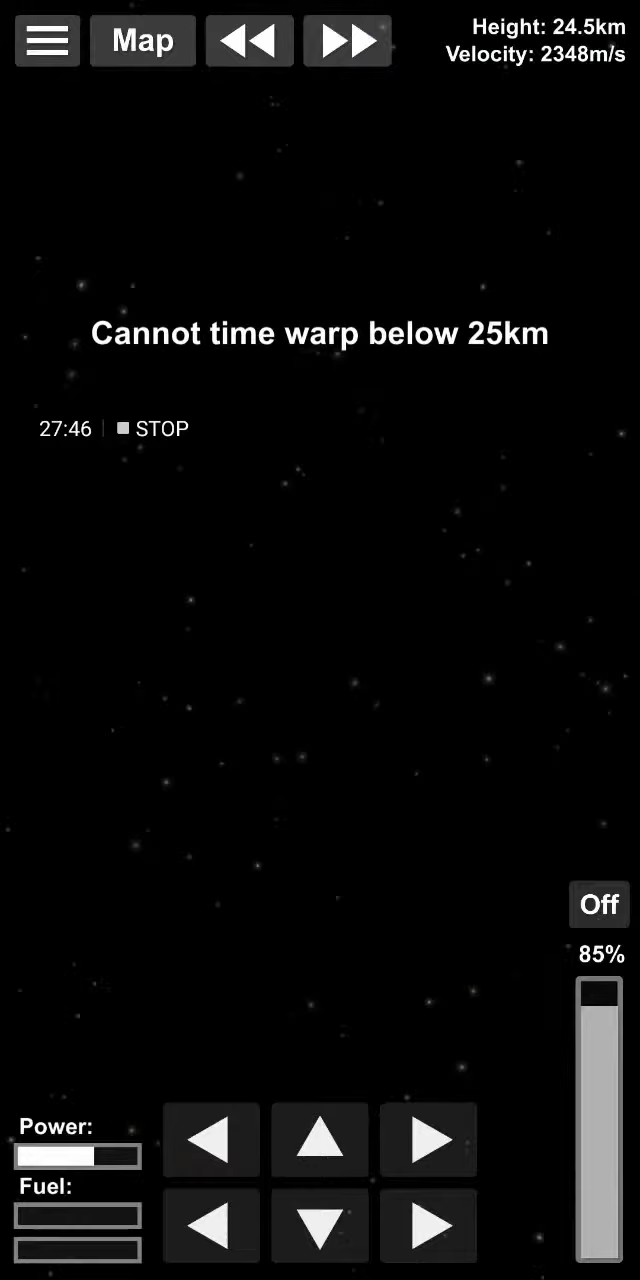 Map
Height: 24.5km
Velocity: 2348m/s
Cannot time warp below 25km
27:46 STOP
Off
85%
Power:
Fuel: